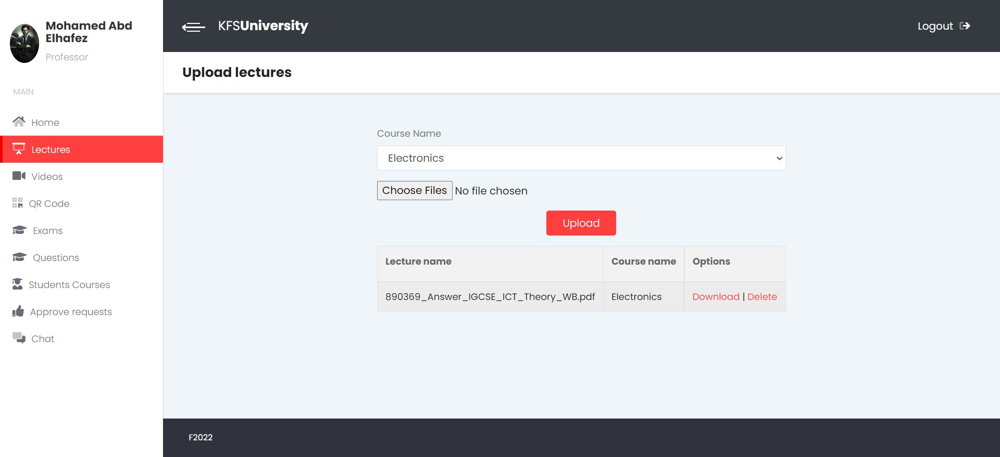 Mohamed Abd
Elhafez
Professor
MAIN
Home
Lectures
Videos
QR Code
Exams
Questions
Students Courses
Approve requests
Chat
KFSUniversity
Logout
Upload lectures
Course Name
Electronics
Choose Files No file chosen
Upload
Lecture name Course name Options
890369_Answer_IGCSE_ICT_Theory_WB.pdf Electronics Download | Delete
F2022